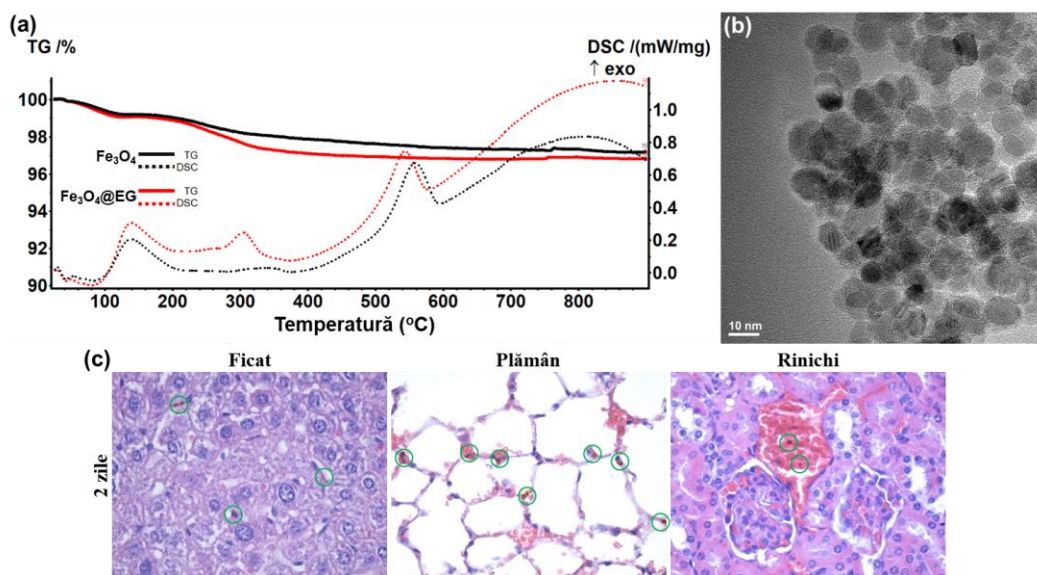 (a)
TG /%
DSC /(mW/mg)
↑ exo
100
98
96
94
92
90
1.0
0.8
0.6
0.4
0.2
0.0
Fe₃O₄ TG
DSC
Fe₃O₄@EG TG
DSC
100 200 300 400 500 600 700 800
Temperatură (°C)
(b)
10 nm
(c)
Ficat Plămân Rinichi
2 zile